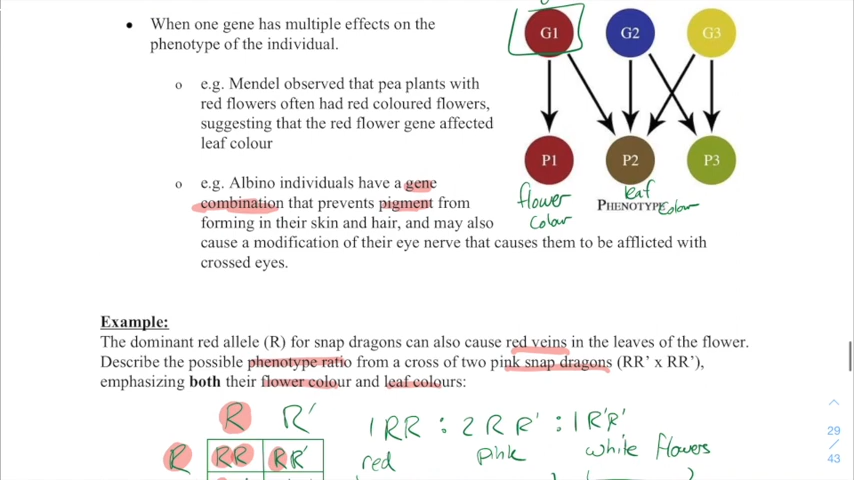 • When one gene has multiple effects on the
phenotype of the individual.
o e.g. Mendel observed that pea plants with
red flowers often had red coloured flowers,
suggesting that the red flower gene affected
leaf colour
o e.g. Albino individuals have a gene
combination that prevents pigment from
forming in their skin and hair, and may also
cause a modification of their eye nerve that causes them to be afflicted with
crossed eyes.
G1 G2 G3
P1 P2 P3
flower
colour
leaf
PHENOTYPE colour
Example:
The dominant red allele (R) for snap dragons can also cause red veins in the leaves of the flower.
Describe the possible phenotype ratio from a cross of two pink snap dragons (RR’ x RR’),
emphasizing both their flower colour and leaf colours:
R R'
R RR RR'
1 RR : 2 RR' : 1 R'R'
red pink white flowers
29
/
43